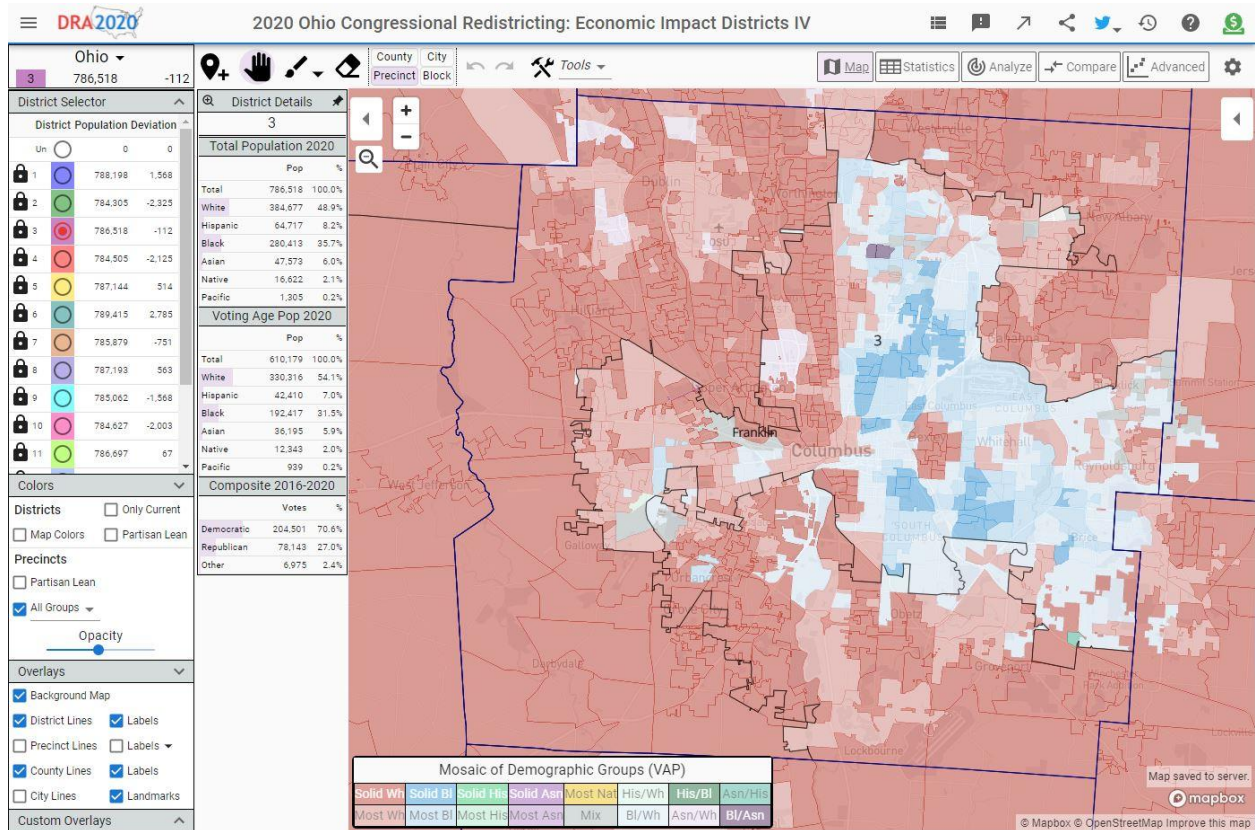 DRA2020
2020 Ohio Congressional Redistricting: Economic Impact Districts IV
Ohio
3 786,518 -112
County City
Precinct Block
Tools
Map
Statistics
Analyze
Compare
Advanced
District Selector
District Population Deviation
Un 0 0
1 788,198 1,568
2 784,305 -2,325
3 786,518 -112
4 784,505 -2,125
5 787,144 514
6 789,415 2,785
7 785,879 -751
8 787,193 563
9 785,062 -1,568
10 784,627 -2,003
11 786,697 67
Colors
Districts Only Current
Map Colors Partisan Lean
Precincts
Partisan Lean
All Groups
Opacity
Overlays
Background Map
District Lines Labels
Precinct Lines Labels
County Lines Labels
City Lines Landmarks
Custom Overlays
District Details
3
Total Population 2020
Pop %
Total 786,518 100.0%
White 384,677 48.9%
Hispanic 64,717 8.2%
Black 280,413 35.7%
Asian 47,573 6.0%
Native 16,622 2.1%
Pacific 1,305 0.2%
Voting Age Pop 2020
Pop %
Total 610,179 100.0%
White 330,316 54.1%
Hispanic 42,410 7.0%
Black 192,417 31.5%
Asian 36,195 5.9%
Native 12,343 2.0%
Pacific 939 0.2%
Composite 2016-2020
Votes %
Democratic 204,501 70.6%
Republican 78,143 27.0%
Other 6,975 2.4%
Westerville
Dublin
Worthington
New Albany
OSU
Hilliard
3
Gahanna
Upper Arlington
EAST
COLUMBUS
Franklin
Columbus
Bexley
Whitehall
Reynoldsburg
West Jefferson
SOUTH
COLUMBUS
Brice
Galloway
Urbancrest
Grove City
Obetz
Darbydale
Groveport
Lockbourne
Mosaic of Demographic Groups (VAP)
Solid Wh Solid Bl Solid His Solid Asn Most Nat His/Wh His/Bl Asn/His
Most Wh Most Bl Most His Most Asn Mix Bl/Wh Asn/Wh Bl/Asn
Map saved to server.
mapbox
© Mapbox © OpenStreetMap Improve this map